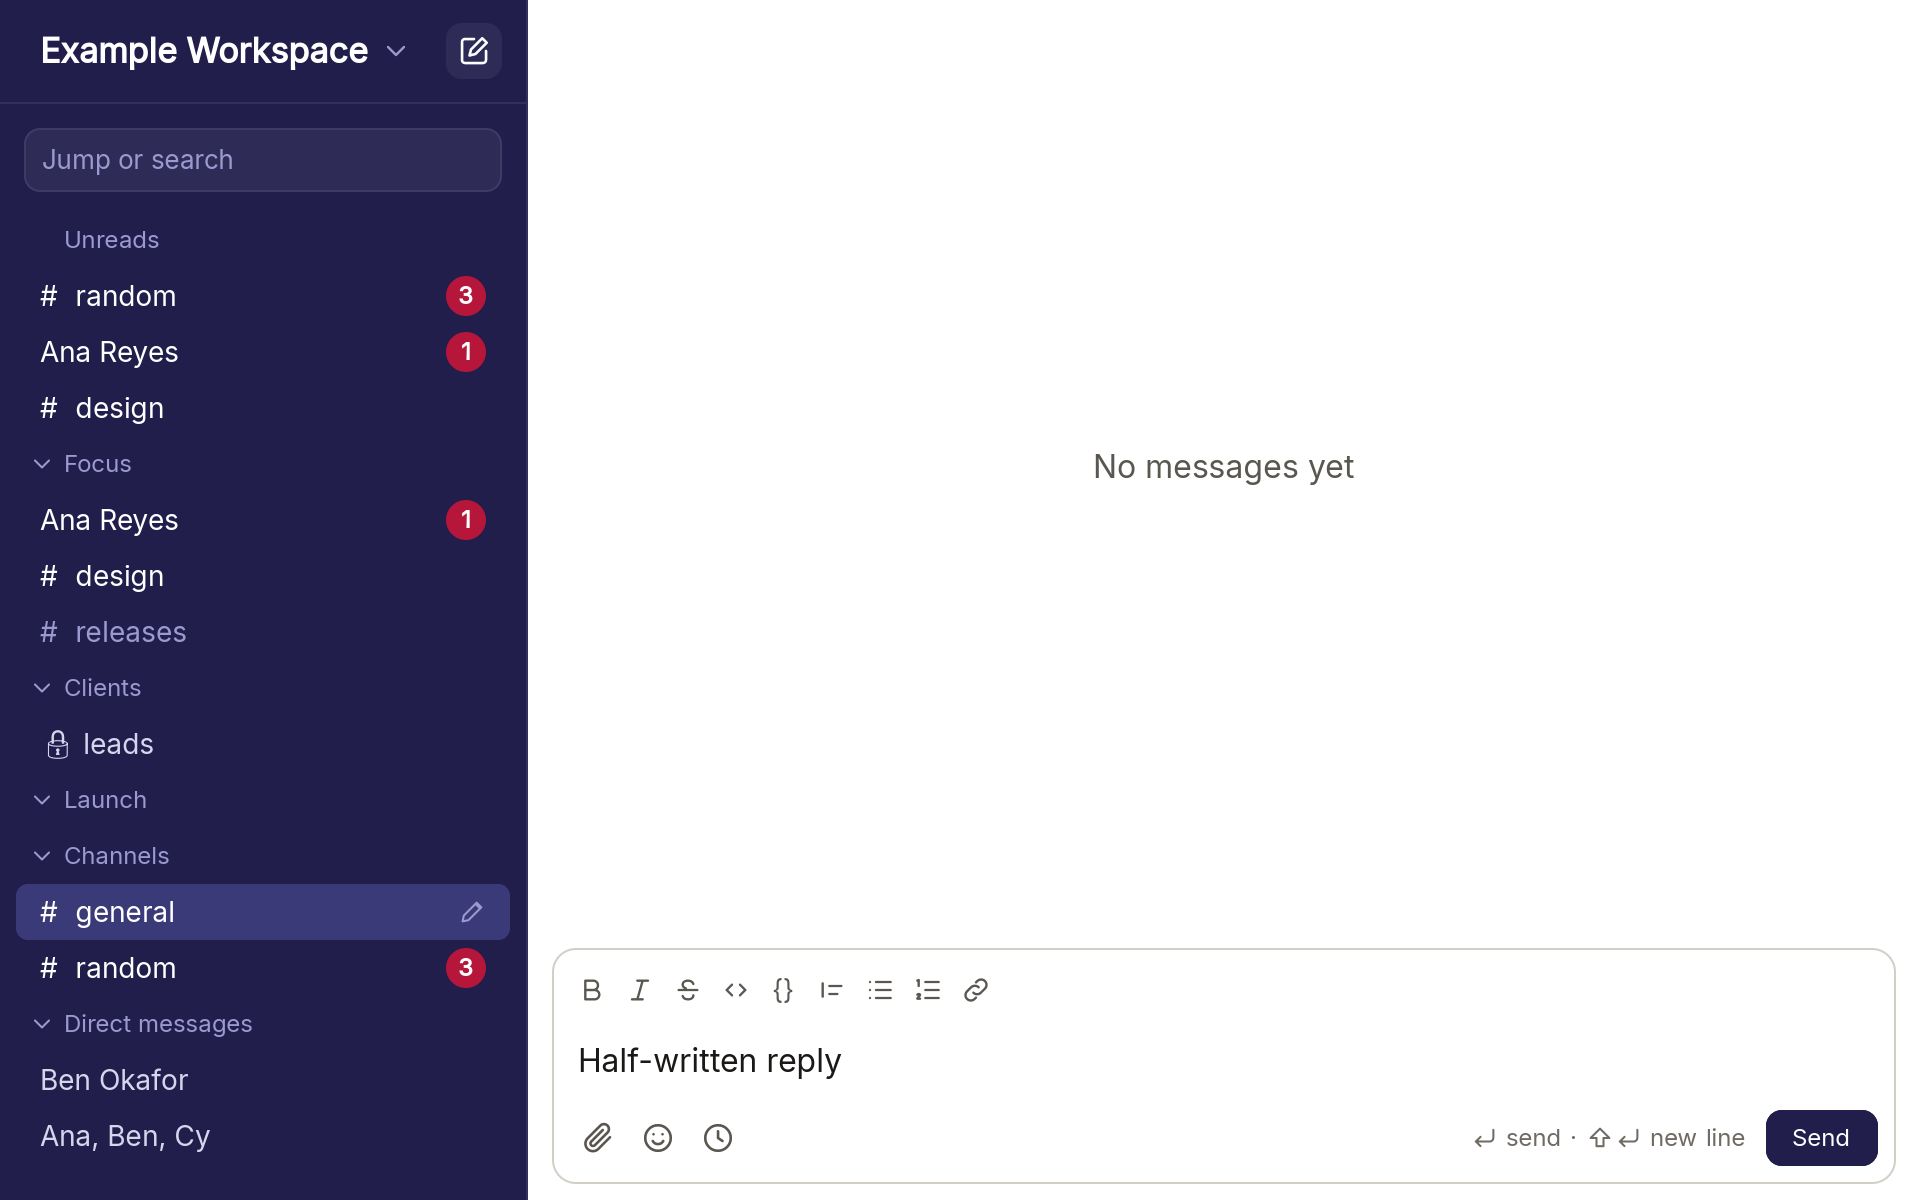 Example Workspace
Jump or search
Unreads
# random 3
Ana Reyes 1
# design
Focus
Ana Reyes 1
# design
# releases
Clients
leads
Launch
Channels
# general
# random 3
Direct messages
Ben Okafor
Ana, Ben, Cy
No messages yet
Half-written reply
send · new line
Send